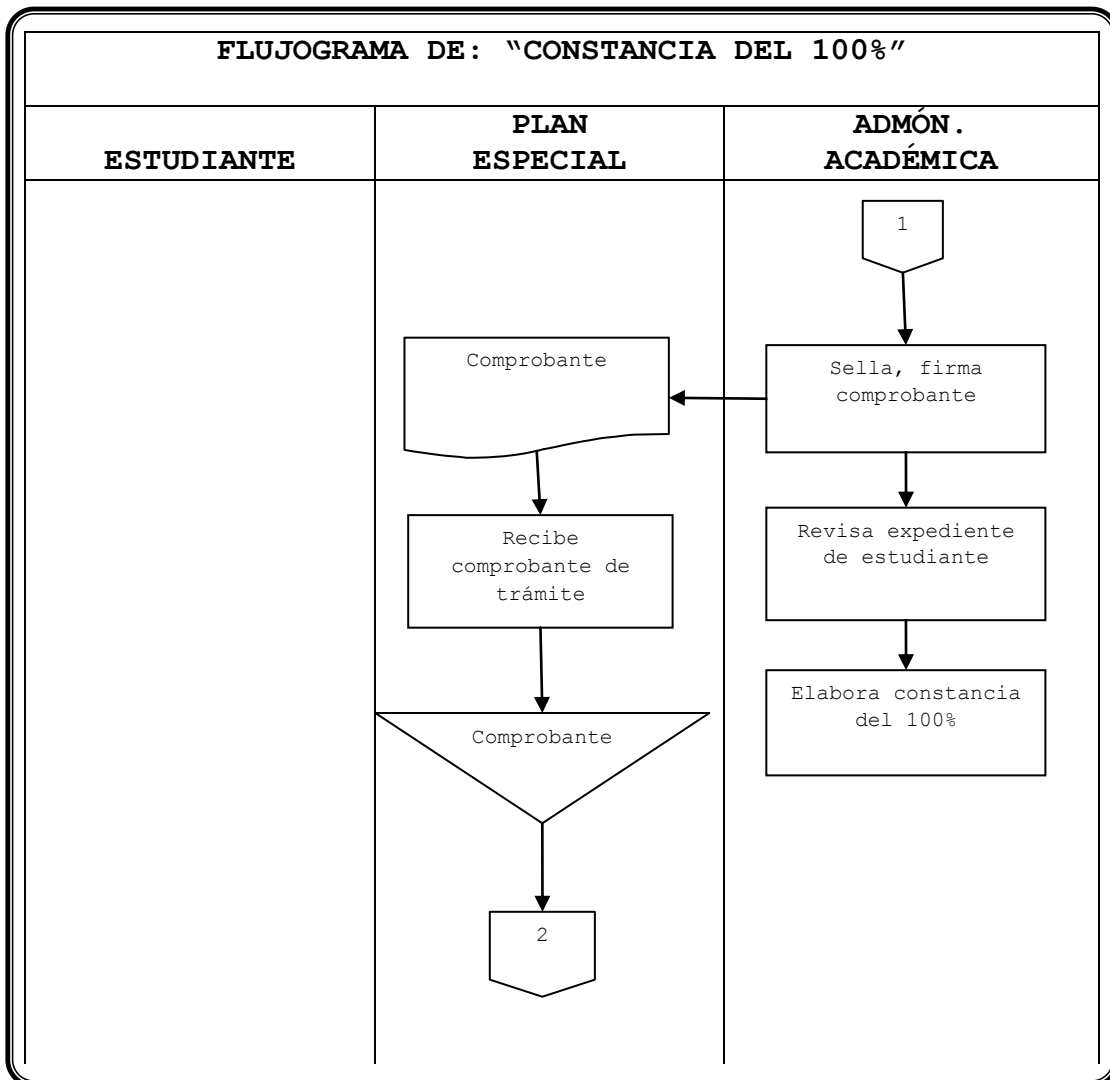 FLUJOGRAMA DE: “CONSTANCIA DEL 100%”
ESTUDIANTE
PLAN
ESPECIAL
ADMÓN.
ACADÉMICA
1
Comprobante
Sella, firma
comprobante
Recibe
comprobante de
trámite
Revisa expediente
de estudiante
Elabora constancia
del 100%
Comprobante
2